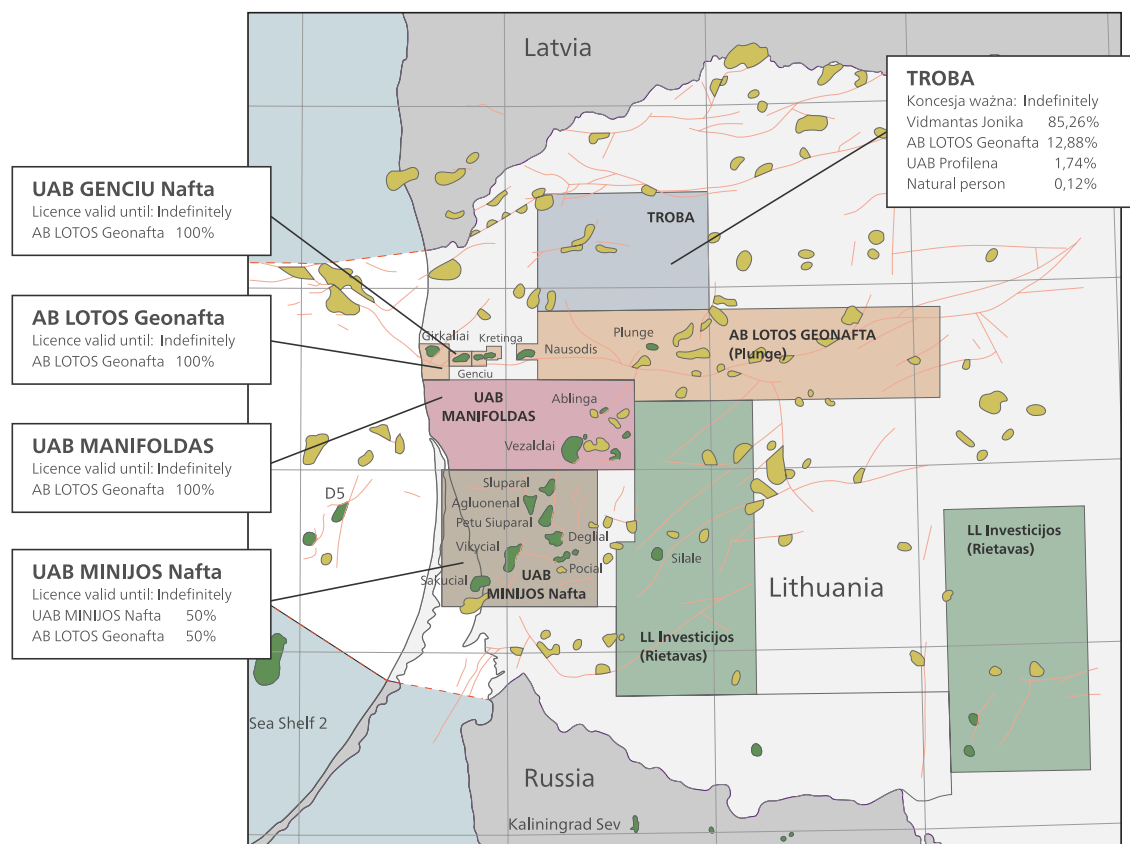 Latvia
TROBA
Koncesja ważna: Indefinitely
Vidmantas Jonika 85,26%
AB LOTOS Geonafta 12,88%
UAB Profilena 1,74%
Natural person 0,12%
UAB GENCIU Nafta
Licence valid until: Indefinitely
AB LOTOS Geonafta 100%
TROBA
AB LOTOS Geonafta
Licence valid until: Indefinitely
AB LOTOS Geonafta 100%
Girkaliai
Kretinga
Genciu
Nausodis
Plunge
AB LOTOS GEONAFTA
(Plunge)
UAB
MANIFOLDAS
Ablinga
Vezalclai
UAB MANIFOLDAS
Licence valid until: Indefinitely
AB LOTOS Geonafta 100%
D5
Sluparal
Agluonenal
Petu Siuparal
Deglial
Vikycial
Pocial
Sakucial
UAB
MINIJOS Nafta
Silale
LL Investicijos
(Rietavas)
LL Investicijos
(Rietavas)
Lithuania
UAB MINIJOS Nafta
Licence valid until: Indefinitely
UAB MINIJOS Nafta 50%
AB LOTOS Geonafta 50%
Sea Shelf 2
Russia
Kaliningrad Sev